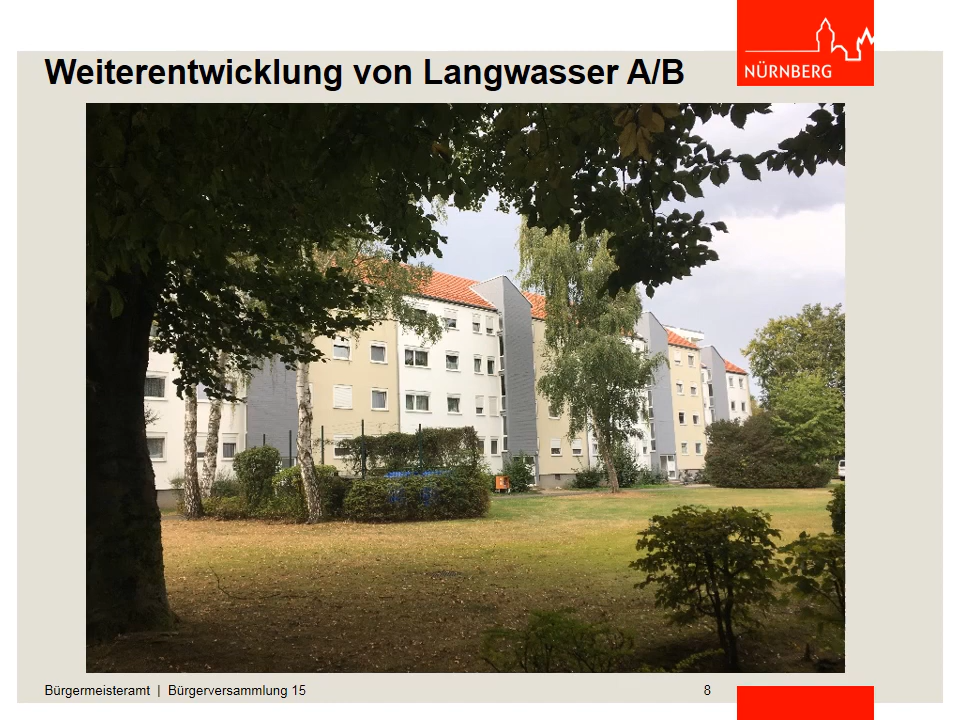 Weiterentwicklung von Langwasser A/B
NÜRNBERG
Bürgermeisteramt | Bürgerversammlung 15
8